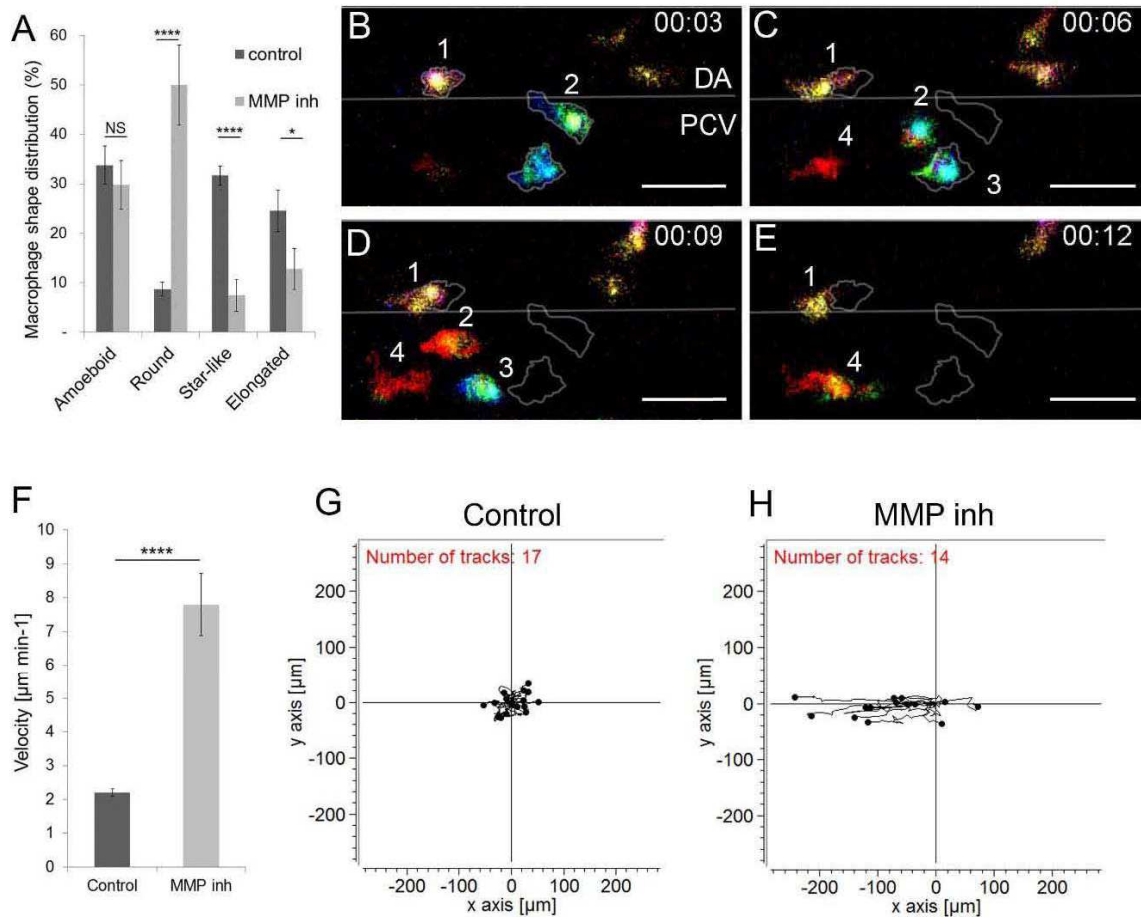 A
Macrophage shape distribution (%)
60
50
40
30
20
10
-
control
MMP inh
NS
****
****
*
Amoeboid
Round
Star-like
Elongated
B
00:03
1
2
DA
PCV
C
00:06
1
2
4
3
D
00:09
1
2
4
3
E
00:12
1
4
F
Velocity [µm min-1]
10
9
8
7
6
5
4
3
2
1
0
****
Control
MMP inh
G
Control
Number of tracks: 17
y axis [µm]
200
100
0
-100
-200
-200 -100 0 100 200
x axis [µm]
H
MMP inh
Number of tracks: 14
y axis [µm]
200
100
0
-100
-200
-200 -100 0 100 200
x axis [µm]